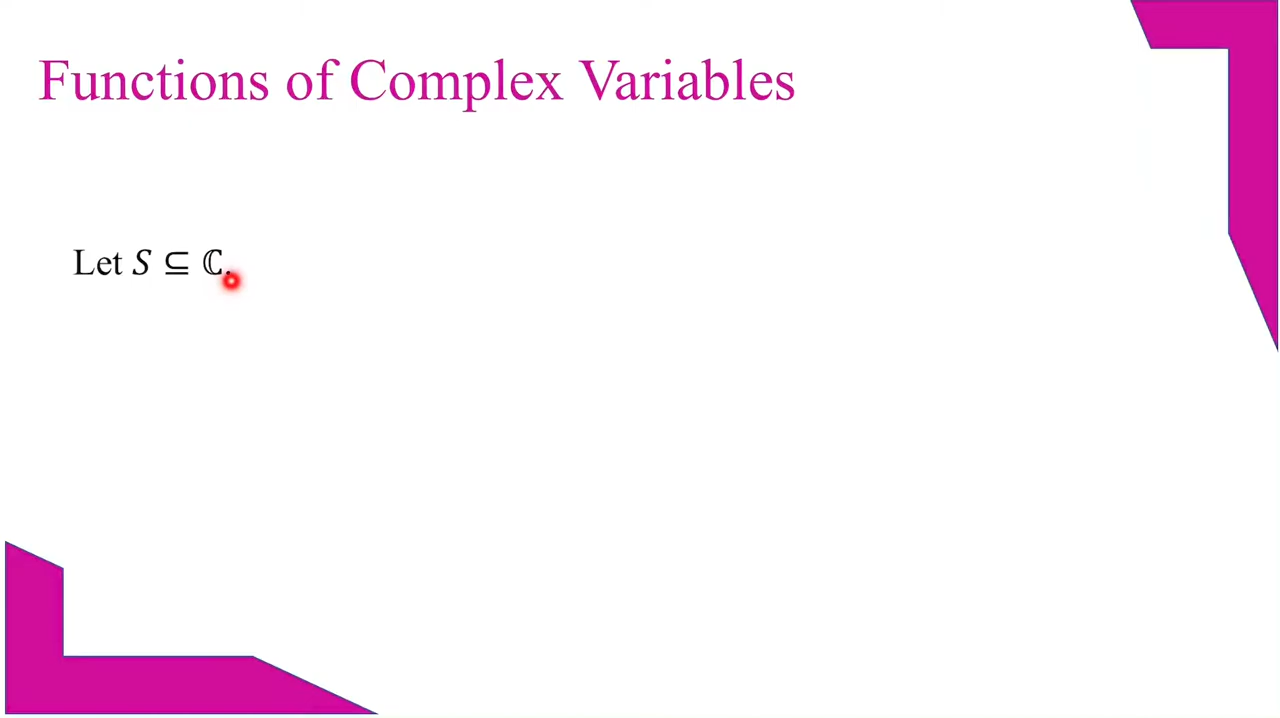 Functions of Complex Variables
Let 𝑆 ⊆ ℂ.